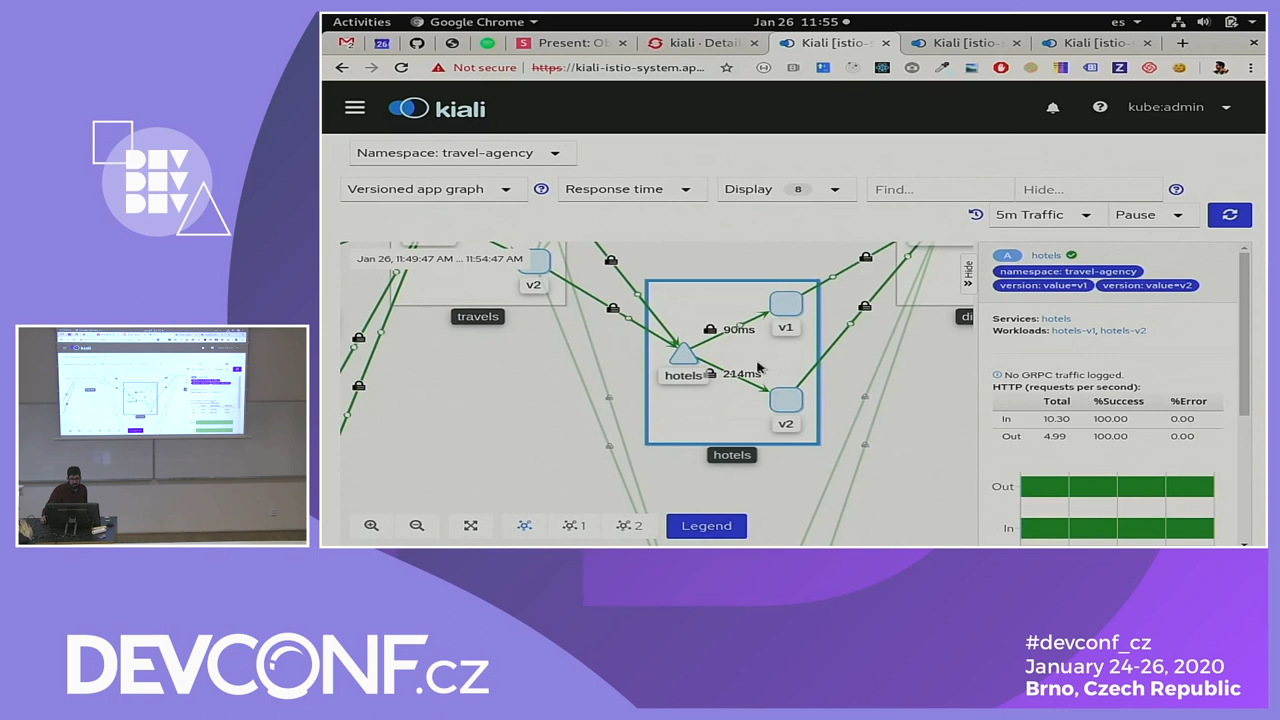 Activities Google Chrome Jan 26 11:55 es
26 Present: Ob kiali - Detail Kiali [istio- Kiali [istio- Kiali [istio-
Not secure https://kiali-istio-system.ap...
kiali kube:admin
Namespace: travel-agency
Versioned app graph Response time Display 8 Find... Hide...
5m Traffic Pause
Jan 26, 11:49:47 AM ... 11:54:47 AM
v2
travels
90ms
v1
hotels
214ms
v2
hotels
di
Hide
A hotels
namespace: travel-agency
version: value=v1 version: value=v2
Services: hotels
Workloads: hotels-v1, hotels-v2
No GRPC traffic logged.
HTTP (requests per second):
Total %Success %Error
In 10.30 100.00 0.00
Out 4.99 100.00 0.00
Out
In
1 2 Legend
DEV
DEV
DEV
DEVCONF.cz
#devconf_cz
January 24-26, 2020
Brno, Czech Republic